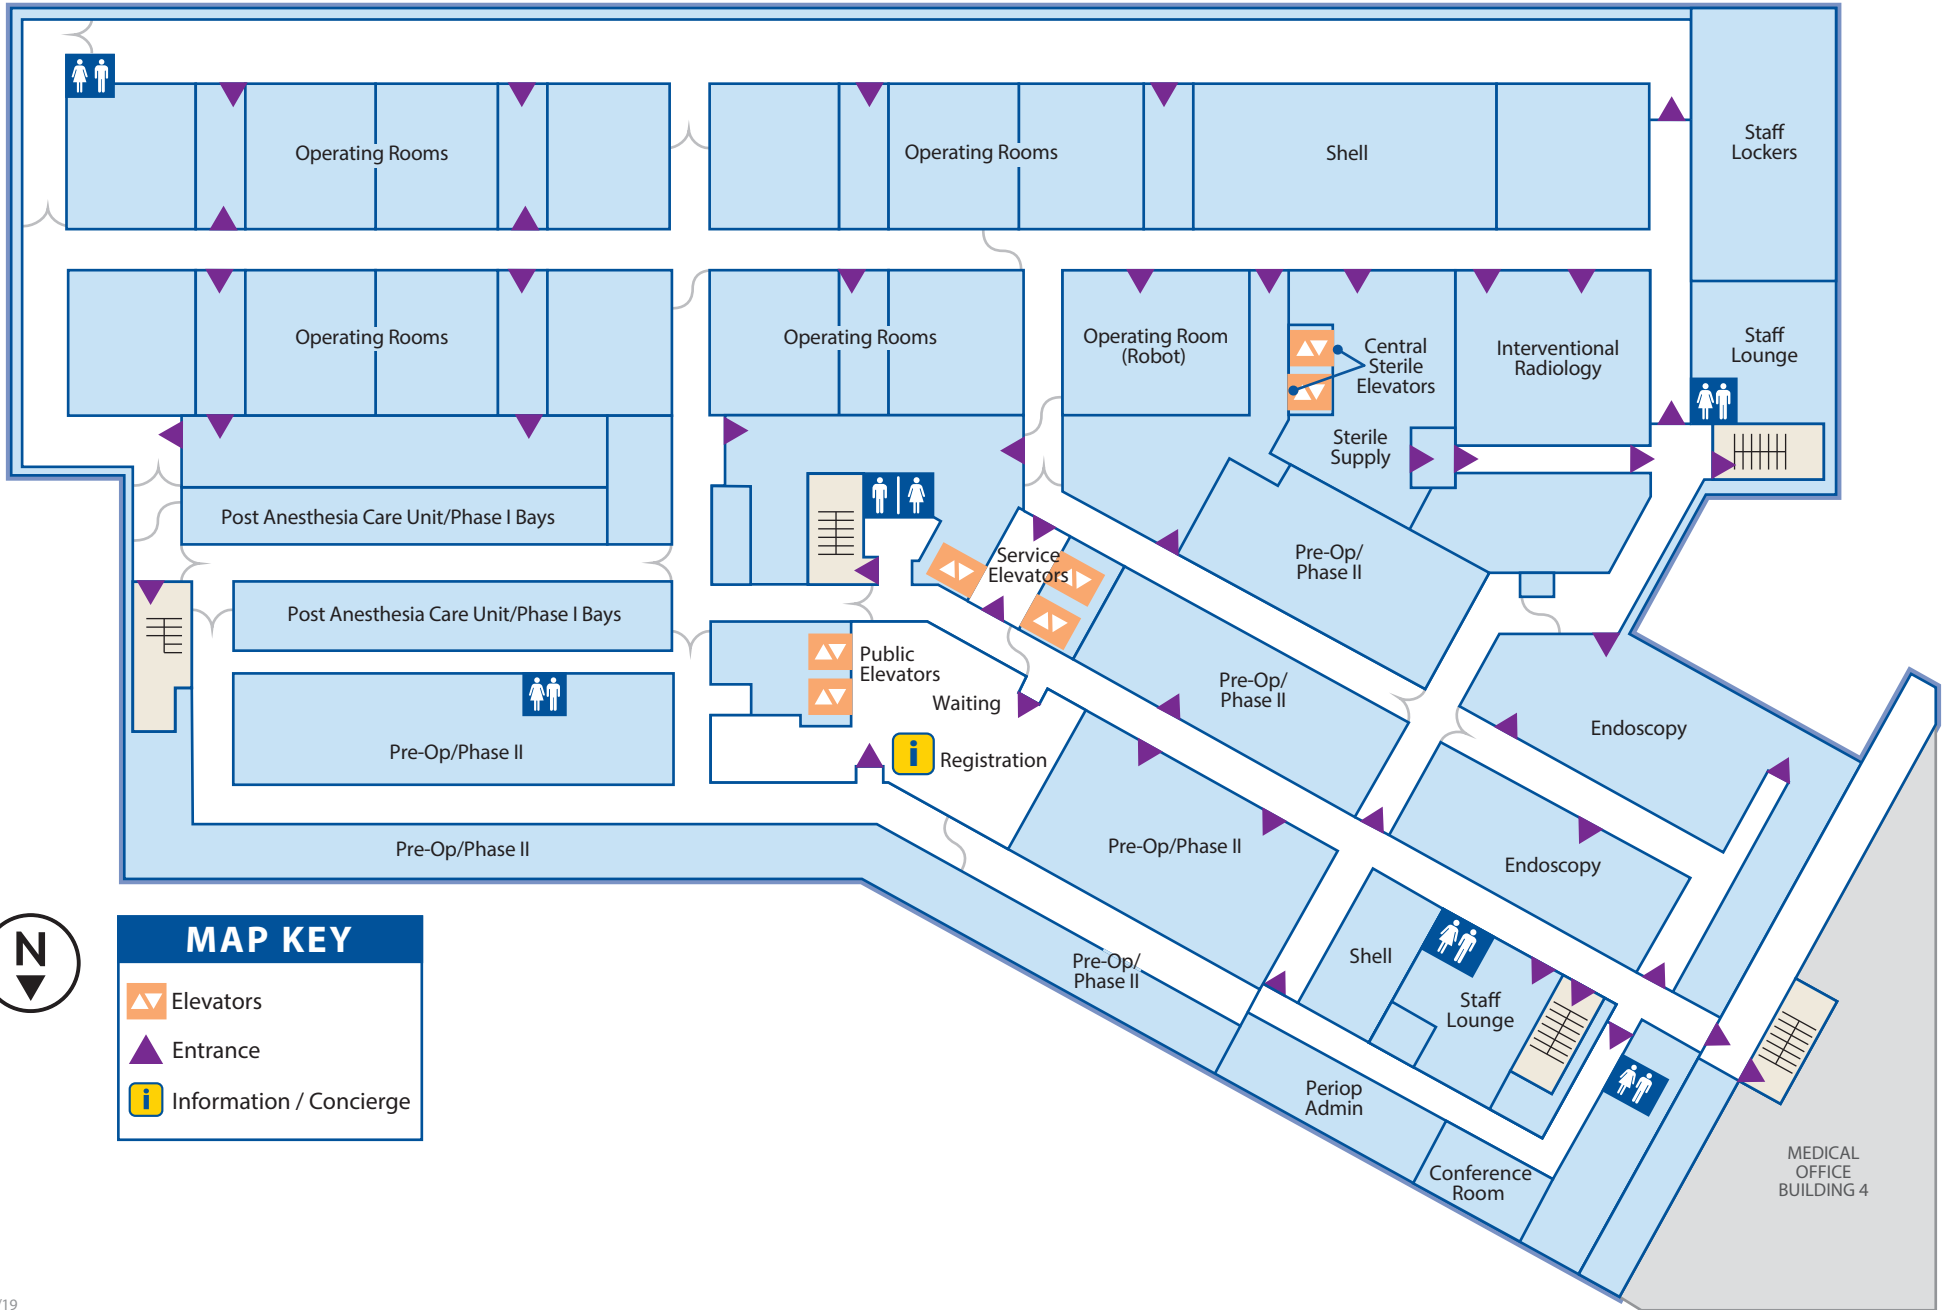 Operating Rooms
Operating Rooms
Shell
Staff
Lockers
Operating Rooms
Operating Rooms
Operating Room
(Robot)
Central
Sterile
Elevators
Interventional
Radiology
Staff
Lounge
Sterile
Supply
Post Anesthesia Care Unit/Phase I Bays
Service
Elevators
Pre-Op/
Phase II
Post Anesthesia Care Unit/Phase I Bays
Public
Elevators
Waiting
Pre-Op/
Phase II
Endoscopy
Pre-Op/Phase II
i
Registration
Pre-Op/Phase II
Pre-Op/Phase II
Endoscopy
Pre-Op/
Phase II
Shell
Staff
Lounge
Periop
Admin
Conference
Room
MEDICAL
OFFICE
BUILDING 4
N
MAP KEY
Elevators
Entrance
i Information / Concierge
/19